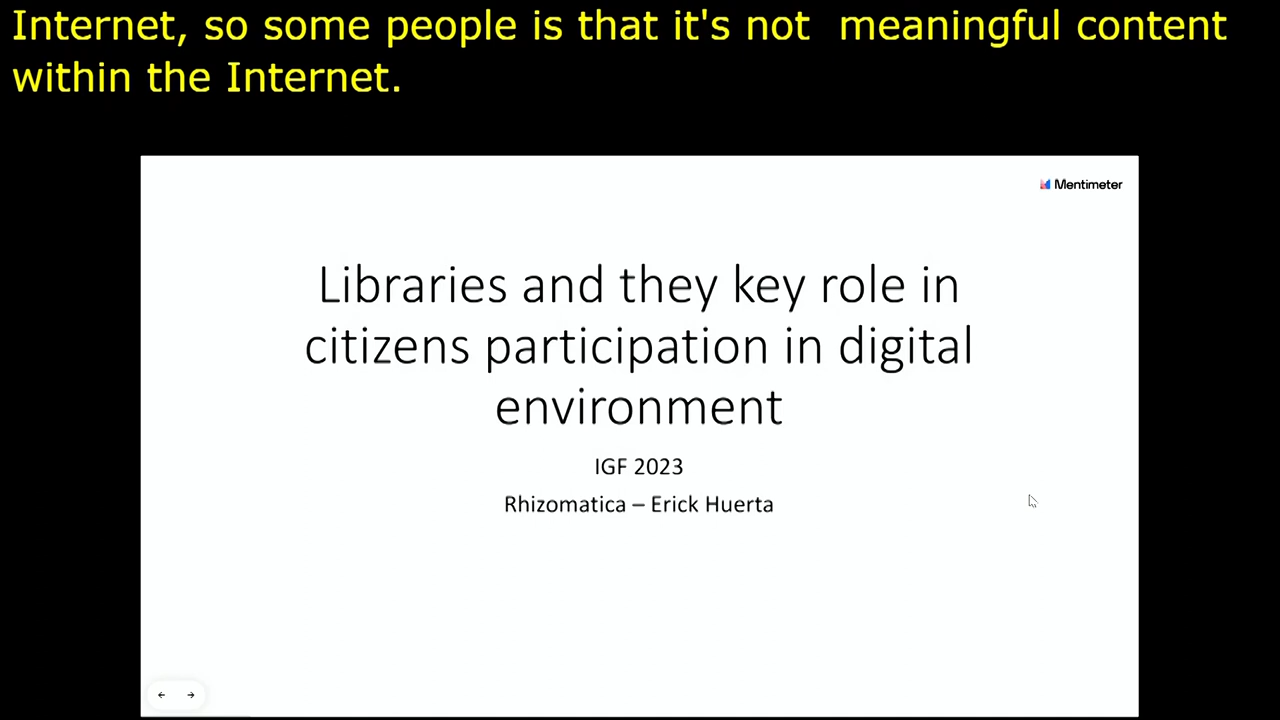 Internet, so some people is that it's not  meaningful content
within the Internet.
Mentimeter
Libraries and they key role in
citizens participation in digital
environment
IGF 2023
Rhizomatica – Erick Huerta